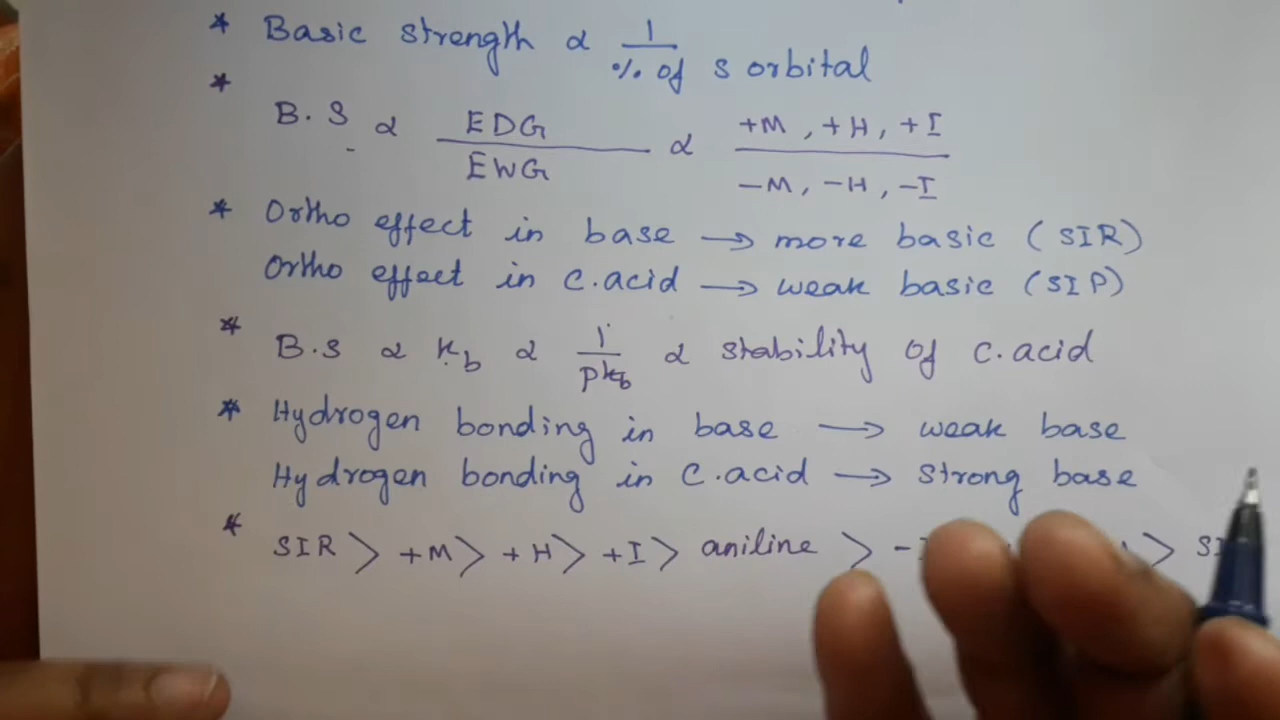 * Basic strength ∝ 1 / % of s orbital
* B.S ∝ EDG / EWG ∝ +M, +H, +I / -M, -H, -I
* Ortho effect in base → more basic (SIR)
Ortho effect in C.acid → weak basic (SIP)
* B.S ∝ Kb ∝ 1 / pKb ∝ stability of C.acid
* Hydrogen bonding in base → weak base
Hydrogen bonding in C.acid → strong base
* SIR > +M > +H > +I > aniline > - >